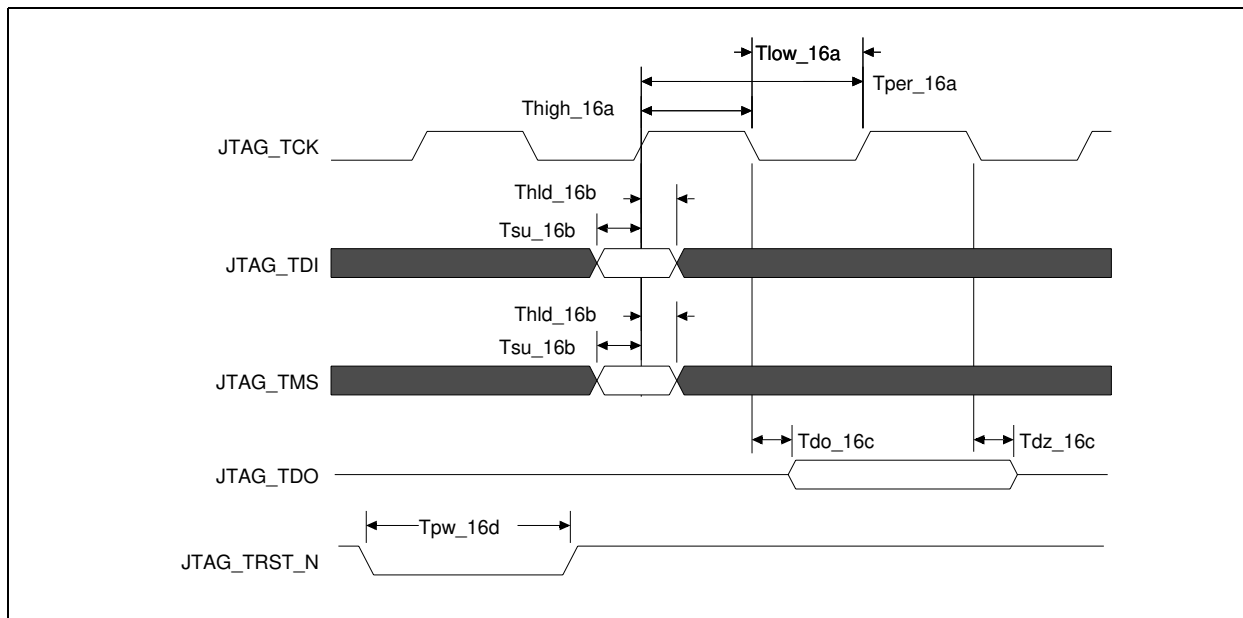 Tlow_16a
Tper_16a
Thigh_16a
JTAG_TCK
Thld_16b
Tsu_16b
JTAG_TDI
Thld_16b
Tsu_16b
JTAG_TMS
Tdo_16c
Tdz_16c
JTAG_TDO
Tpw_16d
JTAG_TRST_N